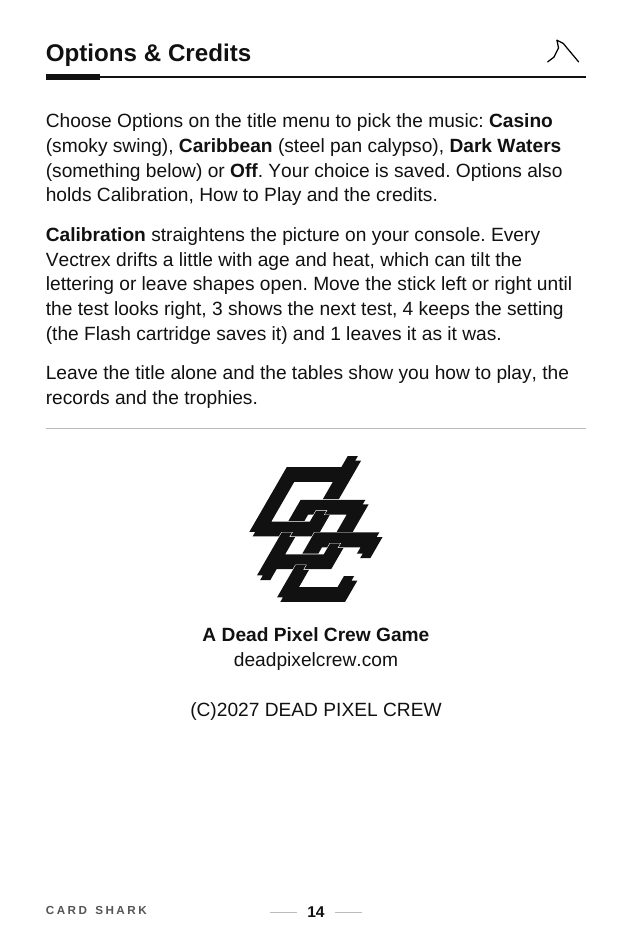 Options & Credits
Choose Options on the title menu to pick the music: Casino
(smoky swing), Caribbean (steel pan calypso), Dark Waters
(something below) or Off. Your choice is saved. Options also
holds Calibration, How to Play and the credits.
Calibration straightens the picture on your console. Every
Vectrex drifts a little with age and heat, which can tilt the
lettering or leave shapes open. Move the stick left or right until
the test looks right, 3 shows the next test, 4 keeps the setting
(the Flash cartridge saves it) and 1 leaves it as it was.
Leave the title alone and the tables show you how to play, the
records and the trophies.
A Dead Pixel Crew Game
deadpixelcrew.com
(C)2027 DEAD PIXEL CREW
CARD SHARK
14